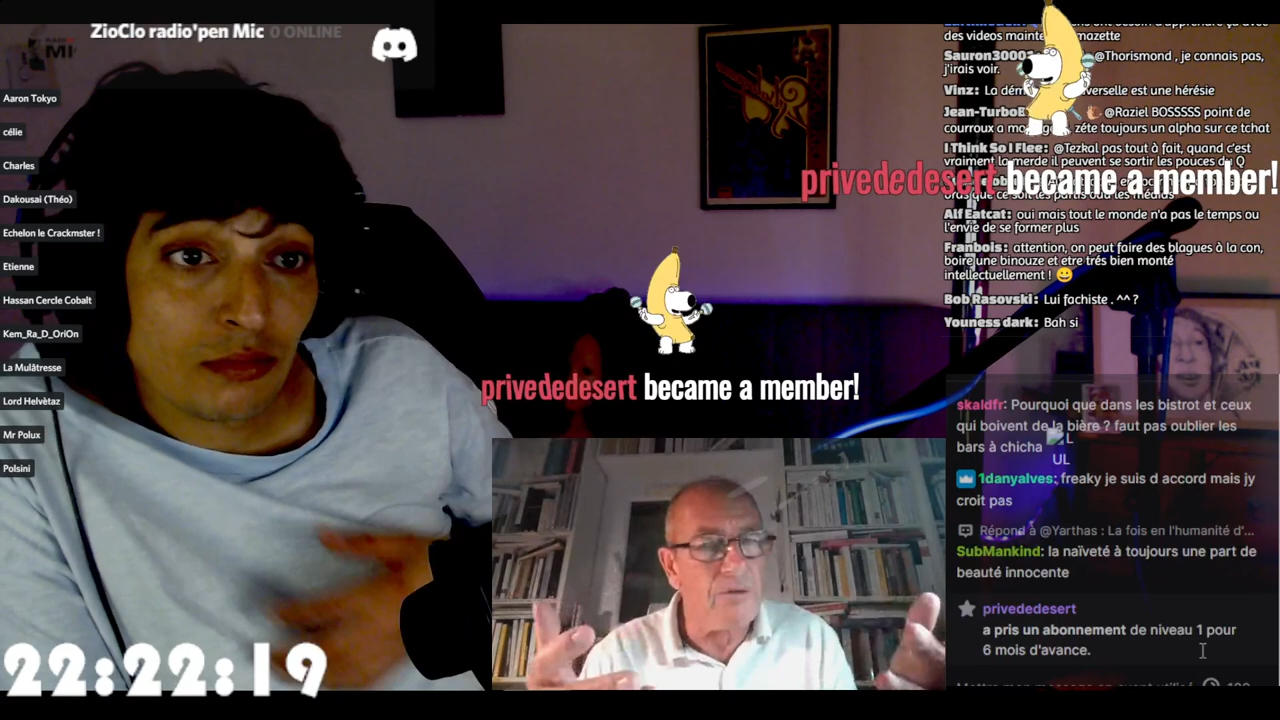 ZioClo radio'pen Mic 0 ONLINE
MI
Aaron Tokyo
célie
Charles
Dakousai (Théo)
Echelon le Crackmster !
Etienne
Hassan Cercle Cobalt
Kem_Ra_D_OriOn
La Mulâtresse
Lord Helvètaz
Mr Polux
Polsini
22:22:19
privededesert became a member!
des videos mainte mazette
Sauron30001 @Thorismond , je connais pas,
j'irais voir.
Vinz: La dém verselle est une hérésie
Jean-TurboB @Raziel BOSSSSS point de
courroux a mo zéte toujours un alpha sur ce tchat
I Think So I Flee: @Tezkal pas tout à fait, quand c'est
vraiment la merde il peuvent se sortir les pouces du Q
privededesert became a member!
Alf Eatcat: oui mais tout le monde n'a pas le temps ou
l'envie de se former plus
Franbois: attention, on peut faire des blagues à la con,
boire une binouze et etre trés bien monté
intellectuellement ! 😀
Bob Rasovski: Lui fachiste . ^^ ?
Youness dark: Bah si
skaldfr: Pourquoi que dans les bistrot et ceux
qui boivent de la bière ? faut pas oublier les
bars à chicha L
UL
1danyalves: freaky je suis d accord mais jy
croit pas
Répond à @Yarthas : La fois en l'humanité d'...
SubMankind: la naïveté à toujours une part de
beauté innocente
privededesert
a pris un abonnement de niveau 1 pour
6 mois d'avance.